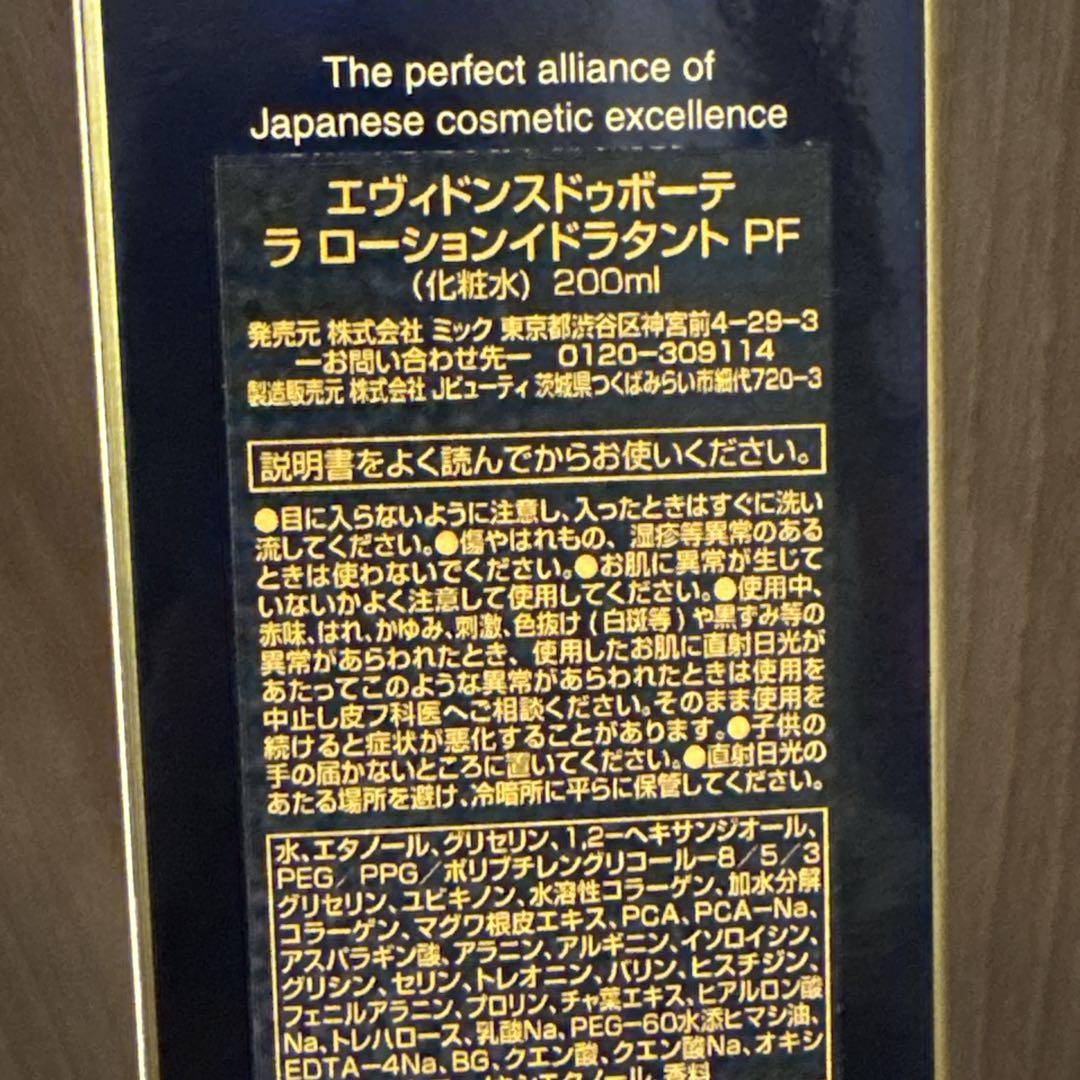 The perfect alliance of
Japanese cosmetic excellence
エヴィドンスドゥボーテ
ラ ローションイドラタント PF
(化粧水) 200ml
発売元 株式会社 ミック 東京都渋谷区神宮前4-29-3
ーお問い合わせ先ー 0120-309114
製造販売元 株式会社 Jビューティ 茨城県つくばみらい市細代720-3
説明書をよく読んでからお使いください。
●目に入らないように注意し、入ったときはすぐに洗い
流してください。●傷やはれもの、湿疹等異常のある
ときは使わないでください。●お肌に異常が生じて
いないかよく注意して使用してください。●使用中、
赤味、はれ、かゆみ、刺激、色抜け(白斑等)や黒ずみ等の
異常があらわれたとき、使用したお肌に直射日光が
あたってこのような異常があらわれたときは使用を
中止し皮フ科医へご相談ください。そのまま使用を
続けると症状が悪化することがあります。●子供の
手の届かないところに置いてください。●直射日光の
あたる場所を避け、冷暗所に平らに保管してください。
水、エタノール、グリセリン、1,2-ヘキサンジオール、
PEG/PPG/ポリブチレングリコール-8/5/3
グリセリン、ユビキノン、水溶性コラーゲン、加水分解
コラーゲン、マグワ根皮エキス、PCA、PCA-Na、
アスパラギン酸、アラニン、アルギニン、イソロイシン、
グリシン、セリン、トレオニン、バリン、ヒスチジン、
フェニルアラニン、プロリン、チャ葉エキス、ヒアルロン酸
Na、トレハロース、乳酸Na、PEG-60水添ヒマシ油、
EDTA-4Na、BG、クエン酸、クエン酸Na、オキシ
エタノール、香料